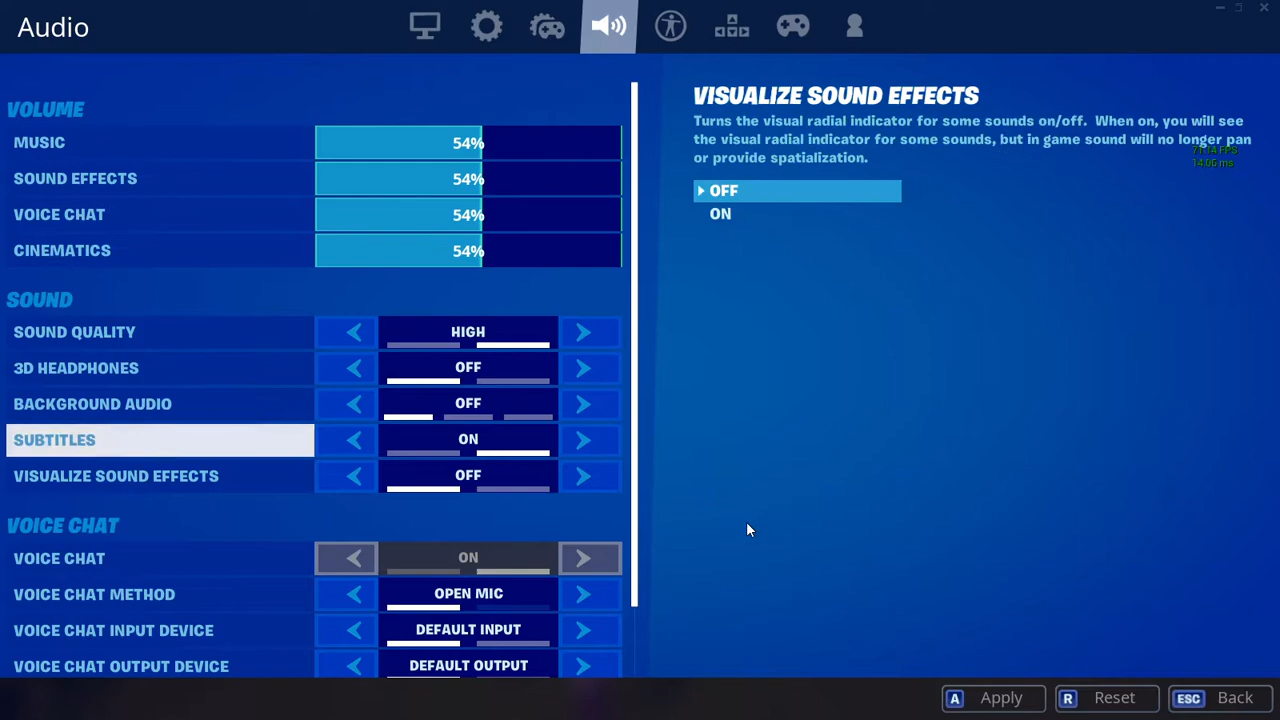 Audio
VOLUME
MUSIC 54%
SOUND EFFECTS 54%
VOICE CHAT 54%
CINEMATICS 54%
SOUND
SOUND QUALITY HIGH
3D HEADPHONES OFF
BACKGROUND AUDIO OFF
SUBTITLES ON
VISUALIZE SOUND EFFECTS OFF
VOICE CHAT
VOICE CHAT ON
VOICE CHAT METHOD OPEN MIC
VOICE CHAT INPUT DEVICE DEFAULT INPUT
VOICE CHAT OUTPUT DEVICE DEFAULT OUTPUT
VISUALIZE SOUND EFFECTS
Turns the visual radial indicator for some sounds on/off. When on, you will see
the visual radial indicator for some sounds, but in game sound will no longer pan
or provide spatialization.
OFF
ON
A Apply R Reset ESC Back